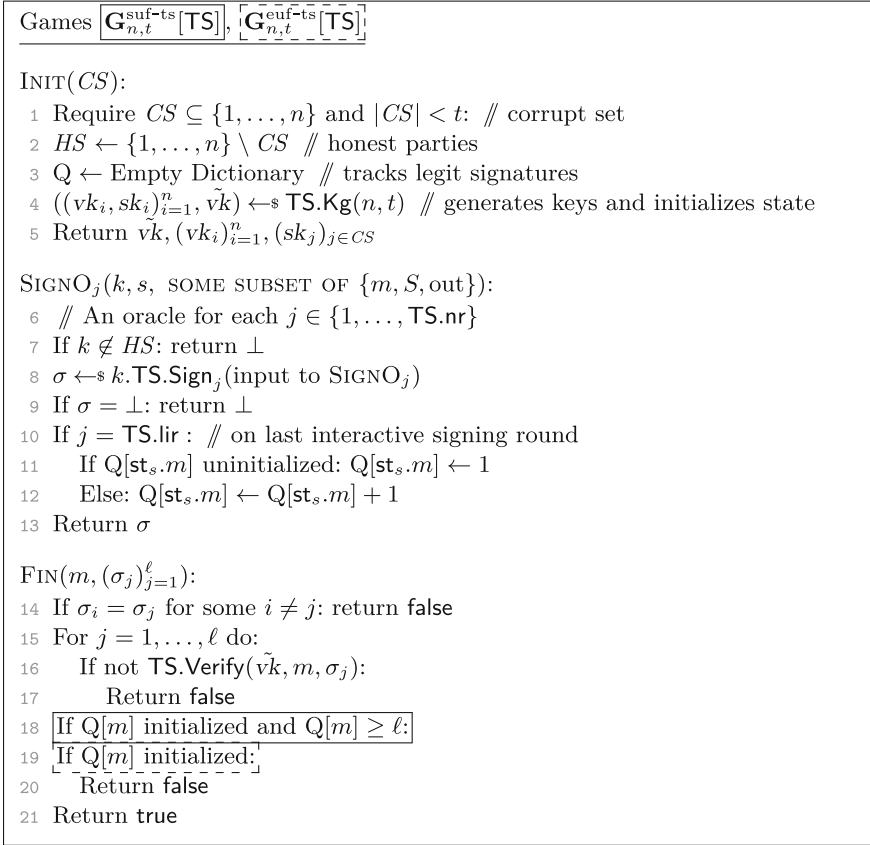 Games G^{suf-ts}_{n,t}[TS], G^{euf-ts}_{n,t}[TS]
INIT(CS):
1 Require CS ⊆ {1, . . . , n} and |CS| < t: // corrupt set
2 HS ← {1, . . . , n} \ CS // honest parties
3 Q ← Empty Dictionary // tracks legit signatures
4 ((vk_i, sk_i)^n_{i=1}, ṽk) ←$ TS.Kg(n, t) // generates keys and initializes state
5 Return ṽk, (vk_i)^n_{i=1}, (sk_j)_{j∈CS}
SIGNO_j(k, s, SOME SUBSET OF {m, S, out}):
6 // An oracle for each j ∈ {1, . . . , TS.nr}
7 If k ∉ HS: return ⊥
8 σ ←$ k.TS.Sign_j(input to SIGNO_j)
9 If σ = ⊥: return ⊥
10 If j = TS.lir : // on last interactive signing round
11 If Q[st_s.m] uninitialized: Q[st_s.m] ← 1
12 Else: Q[st_s.m] ← Q[st_s.m] + 1
13 Return σ
FIN(m, (σ_j)^ℓ_{j=1}):
14 If σ_i = σ_j for some i ≠ j: return false
15 For j = 1, . . . , ℓ do:
16 If not TS.Verify(ṽk, m, σ_j):
17 Return false
18 If Q[m] initialized and Q[m] ≥ ℓ:
19 If Q[m] initialized:
20 Return false
21 Return true